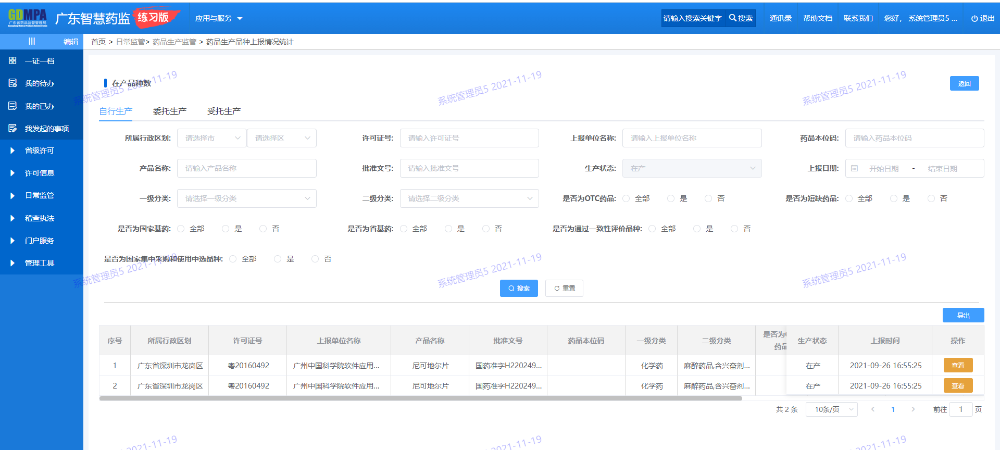 GDMPA
广东省药品监督管理局
Guangdong Medical Products Administration
广东智慧药监 练习版
应用与服务
请输入搜索关键字 搜索 通讯录 帮助文档 联系我们 您好， 系统管理员5 ... 退出
编辑
首页 > 日常监管> 药品生产监管 > 药品生产品种上报情况统计
一证一档
我的待办
我的已办
我发起的事项
省级许可
许可信息
日常监管
稽查执法
门户服务
管理工具
在产品种数
返回
系统管理员5 2021-11-19
系统管理员5 2021-11-19
系统管理员5 2021-11-19
自行生产 委托生产 受托生产
所属行政区划: 请选择市 请选择区 许可证号: 请输入许可证号 上报单位名称: 请输入上报单位名称 药品本位码: 请输入药品本位码
产品名称: 请输入产品名称 批准文号: 请输入批准文号 生产状态: 在产 上报日期: 开始日期 - 结束日期
一级分类: 请选择一级分类 二级分类: 请选择二级分类 是否为OTC药品: 全部 是 否 是否为短缺药品: 全部 是 否
是否为国家基药: 全部 是 否 是否为省基药: 全部 是 否 是否为通过一致性评价品种: 全部 是 否
是否为国家集中采购和使用中选品种: 全部 是 否
系统管理员5 2021-11-19
系统管理员5 2021-11-19
系统管理员5 2021-11-19
搜索 重置
导出
序号 所属行政区划 许可证号 上报单位名称 产品名称 批准文号 药品本位码 一级分类 二级分类 是否为 药品 生产状态 上报时间 操作
1 广东省深圳市龙岗区 粤20160492 广州中国科学院软件应用... 尼可地尔片 国药准字H220249... 化学药 麻醉药品,含兴奋剂... 在产 2021-09-26 16:55:25 查看
2 广东省深圳市龙岗区 粤20160492 广州中国科学院软件应用... 尼可地尔片 国药准字H220249... 化学药 麻醉药品,含兴奋剂... 在产 2021-09-26 16:55:25 查看
共 2 条 10条/页 1 前往 1 页
2021-11-19
2021-11-19
2021-11-19